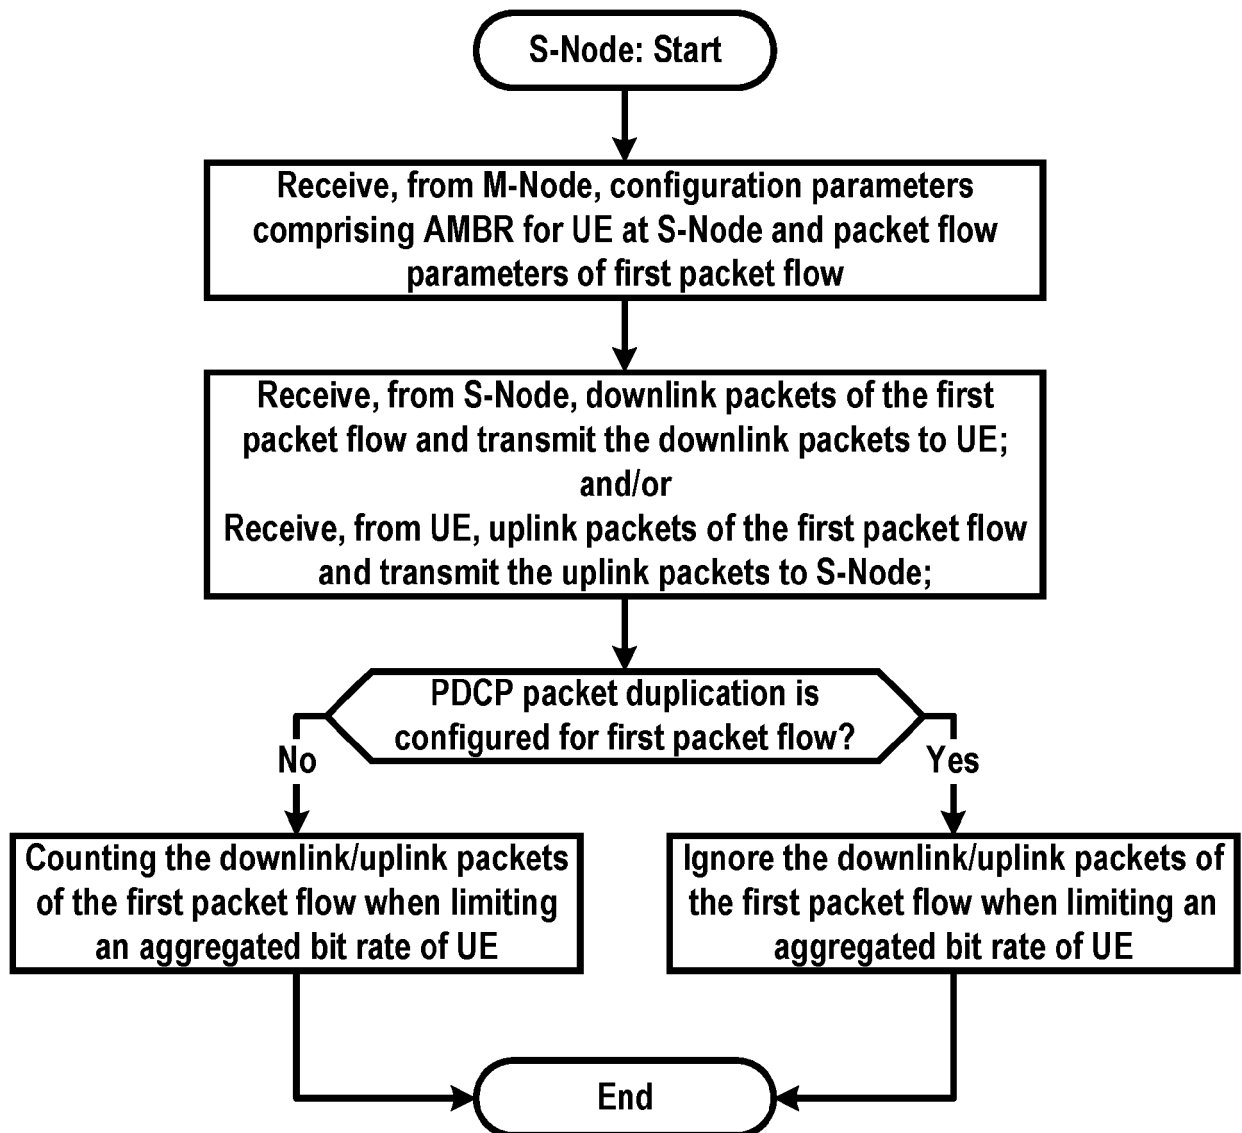 S-Node: Start
Receive, from M-Node, configuration parameters
comprising AMBR for UE at S-Node and packet flow
parameters of first packet flow
Receive, from S-Node, downlink packets of the first
packet flow and transmit the downlink packets to UE;
and/or
Receive, from UE, uplink packets of the first packet flow
and transmit the uplink packets to S-Node;
PDCP packet duplication is
configured for first packet flow?
No
Yes
Counting the downlink/uplink packets
of the first packet flow when limiting
an aggregated bit rate of UE
Ignore the downlink/uplink packets of
the first packet flow when limiting an
aggregated bit rate of UE
End